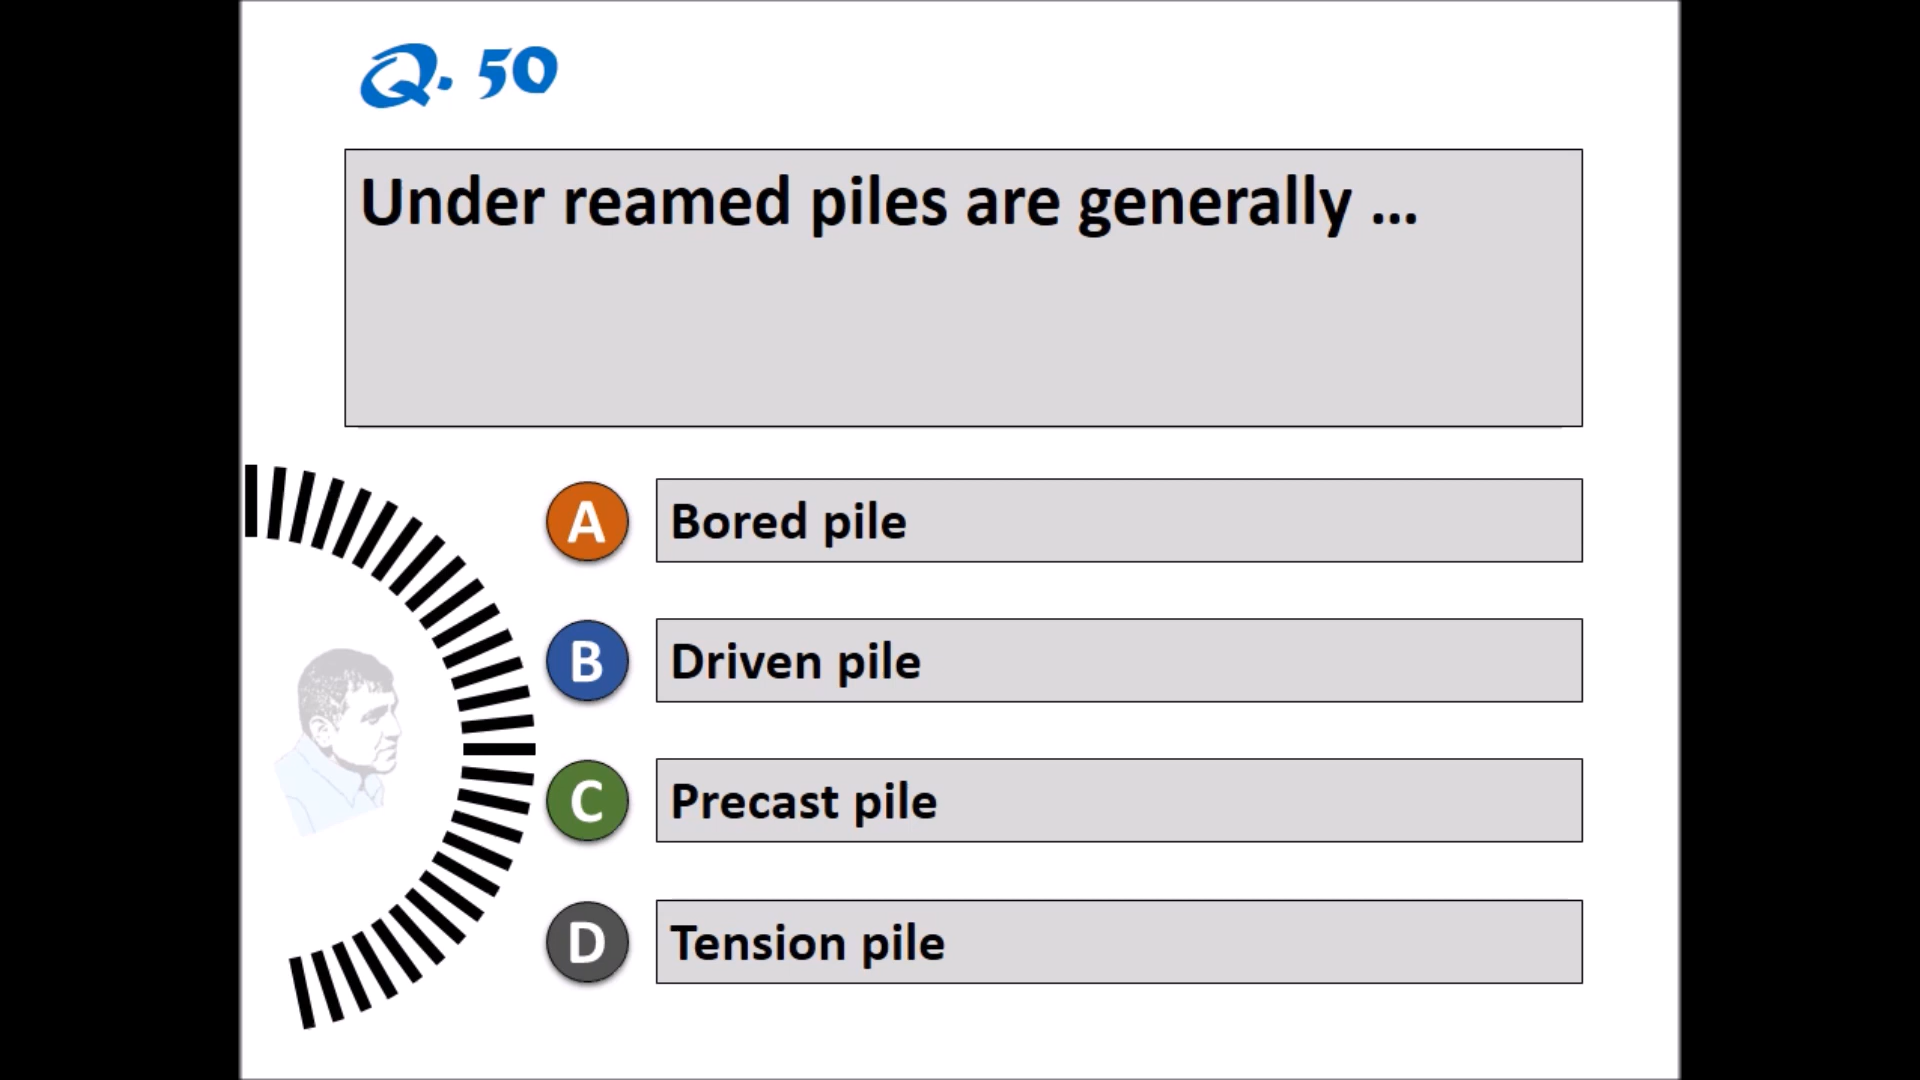 Q. 50
Under reamed piles are generally ...
A Bored pile
B Driven pile
C Precast pile
D Tension pile